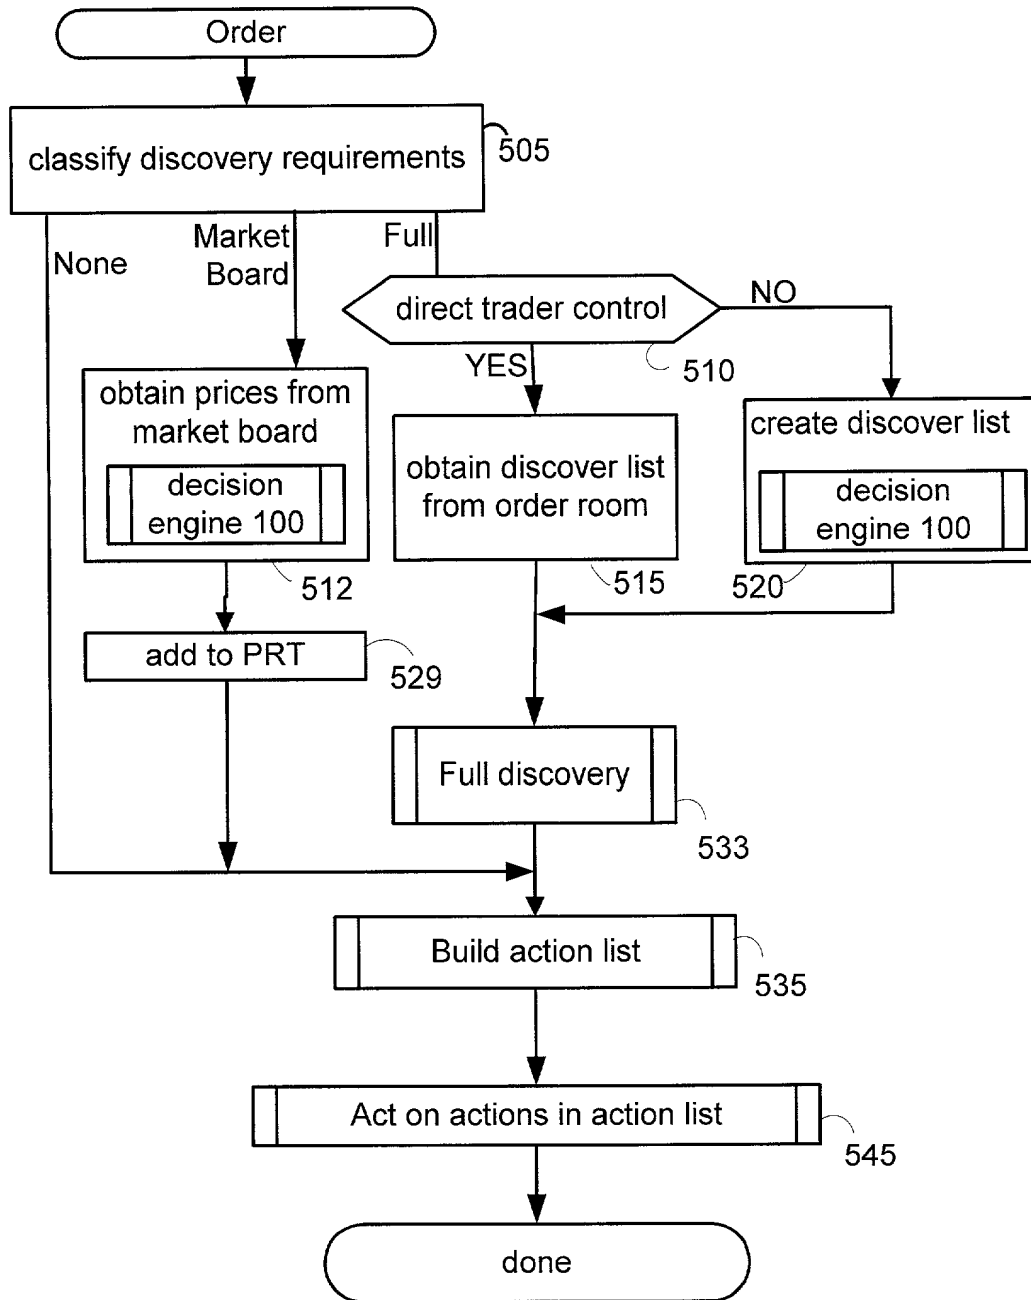 Order
classify discovery requirements
505
None
Market
Board
Full
direct trader control
NO
510
YES
obtain prices from
market board
decision
engine 100
512
obtain discover list
from order room
515
create discover list
decision
engine 100
520
add to PRT
529
Full discovery
533
Build action list
535
Act on actions in action list
545
done